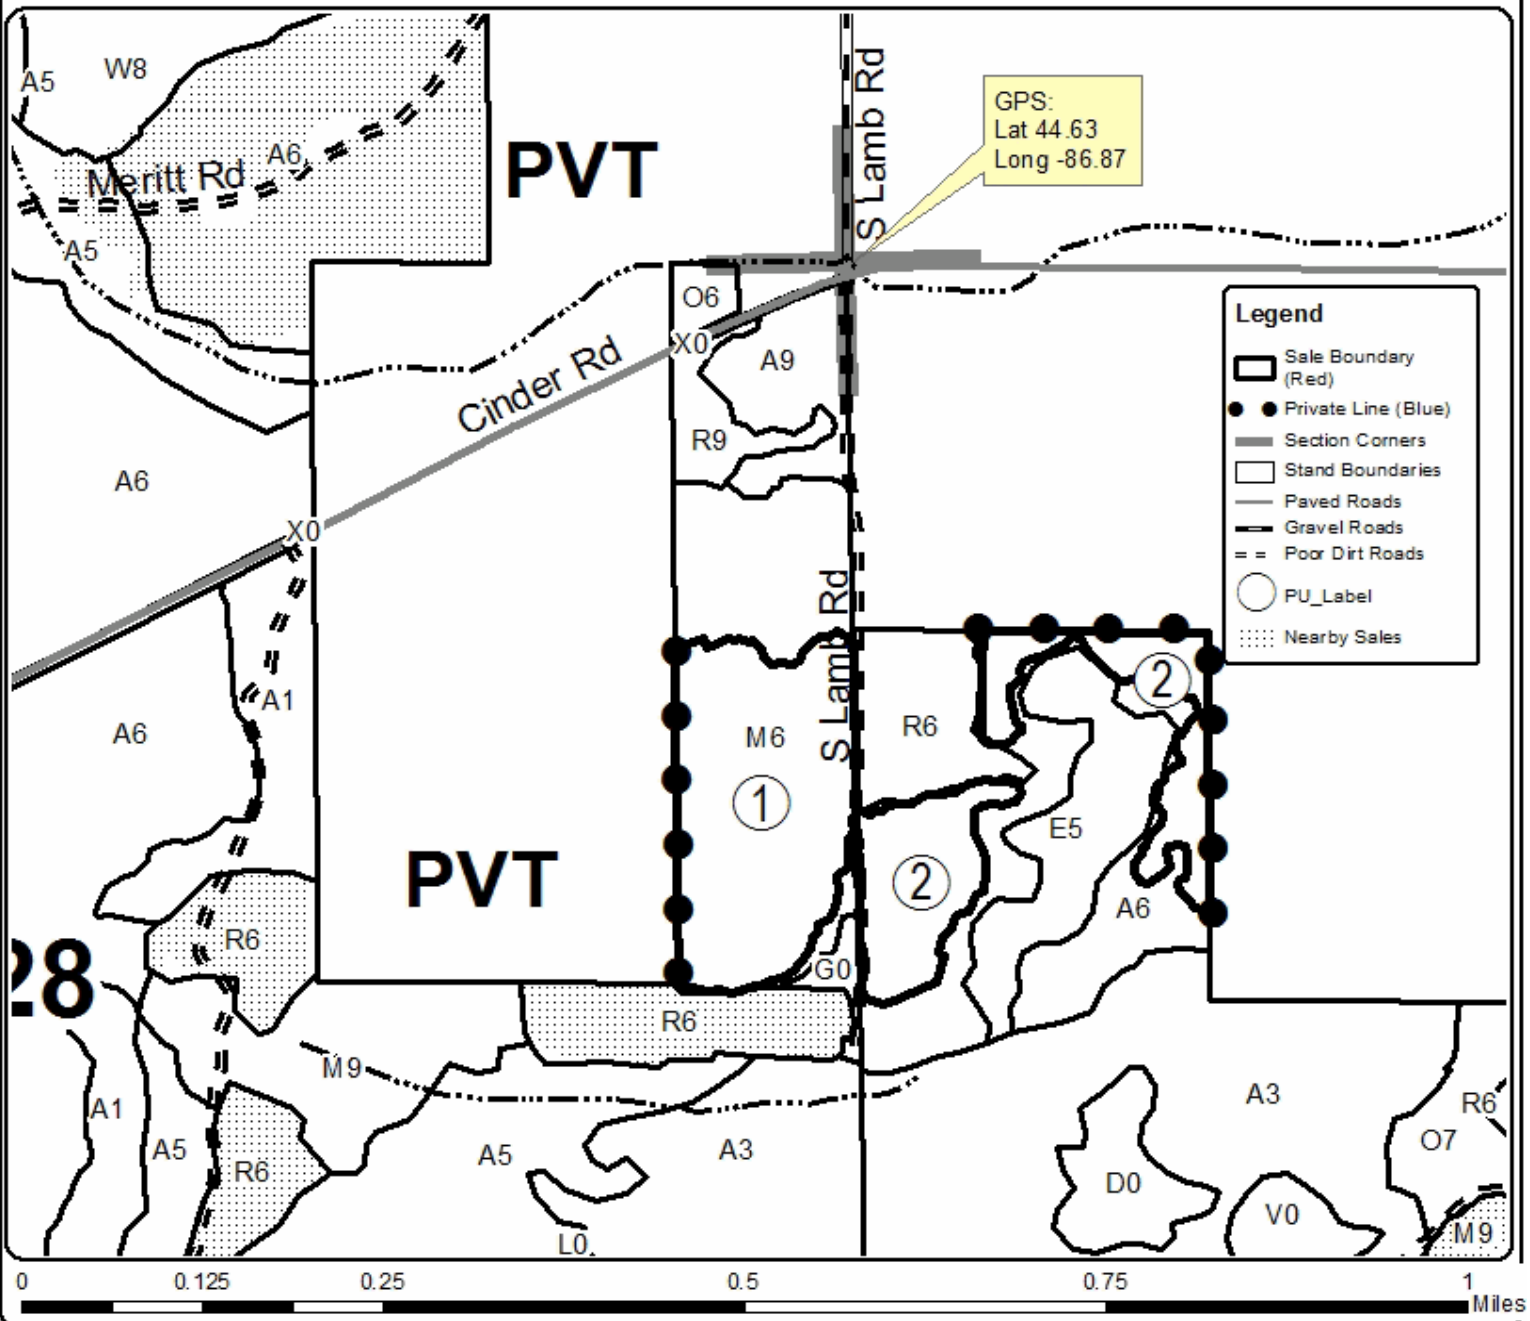 W8
A5
Meritt Rd
A6
A5
PVT
S Lamb Rd
GPS:
Lat 44.63
Long -86.87
O6
X0
A9
Cinder Rd
R9
A6
X0
Legend
Sale Boundary
(Red)
Private Line (Blue)
Section Corners
Stand Boundaries
Paved Roads
Gravel Roads
Poor Dirt Roads
PU_Label
Nearby Sales
S Lamb Rd
A1
A6
M6
1
R6
2
E5
2
A6
PVT
R6
28
G0
R6
M9
A1
A5
R6
A5
A3
L0
A3
D0
V0
R6
O7
M9
0 0.125 0.25 0.5 0.75 1
Miles